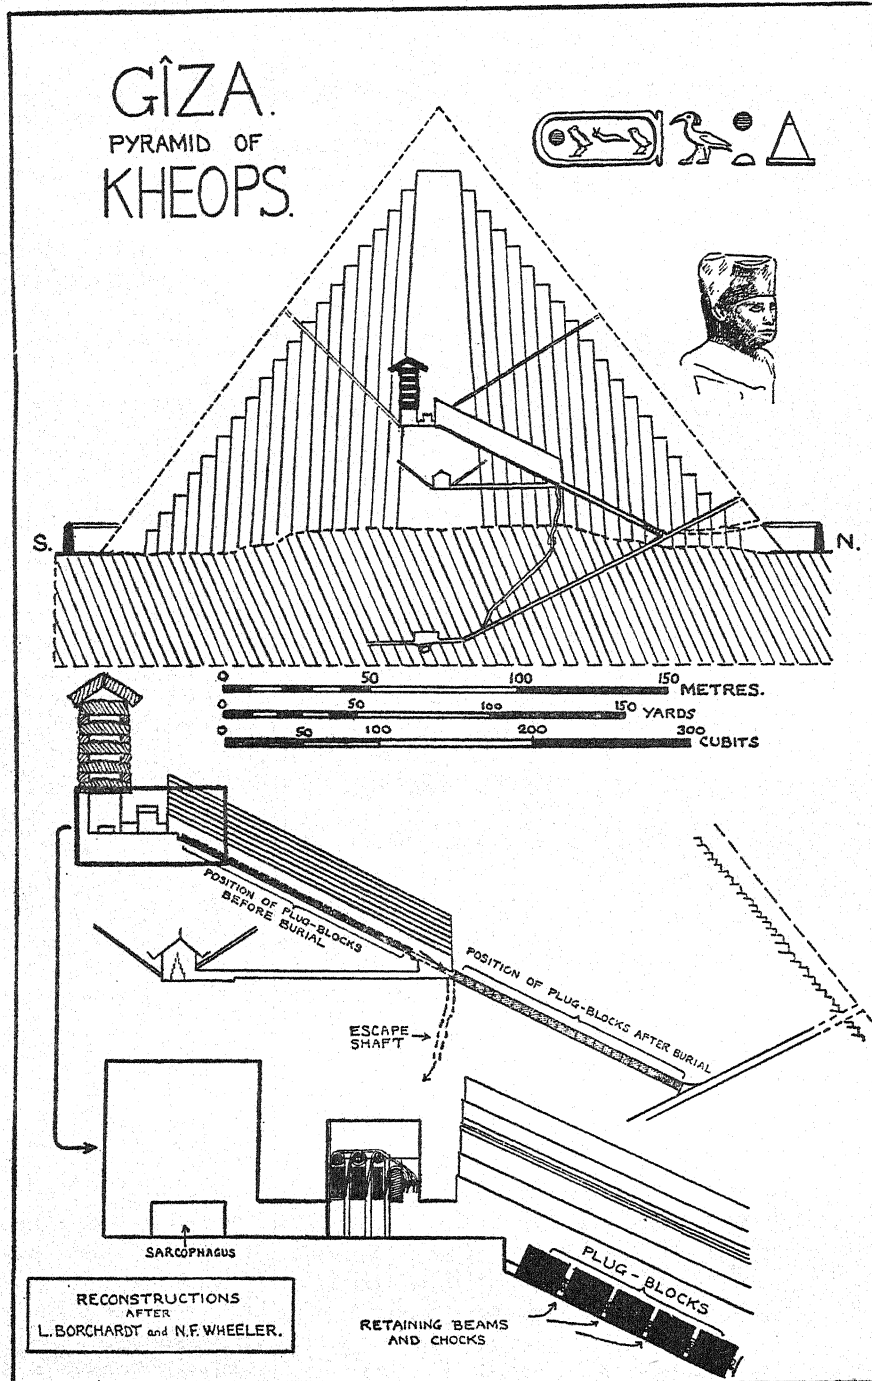 GÎZA.
PYRAMID OF
KHEOPS.
S.
N.
0 50 100 150 METRES.
0 50 100 150 YARDS
0 50 100 200 300 CUBITS
POSITION OF PLUG-BLOCKS
BEFORE BURIAL
POSITION OF PLUG-BLOCKS AFTER BURIAL
ESCAPE
SHAFT
SARCOPHAGUS
PLUG-BLOCKS
RETAINING BEAMS
AND CHOCKS
RECONSTRUCTIONS
AFTER
L. BORCHARDT and N.F. WHEELER.